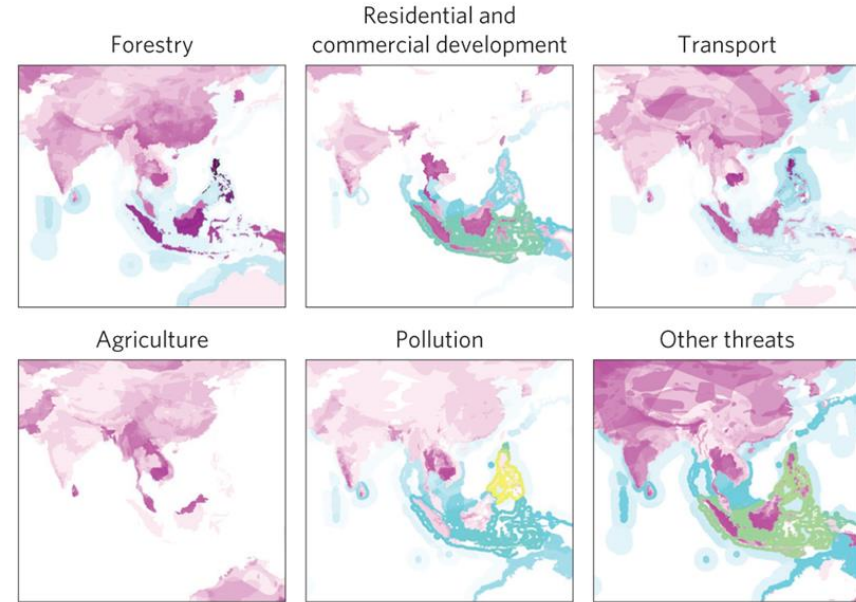 Forestry
Residential and
commercial development
Transport
Agriculture
Pollution
Other threats